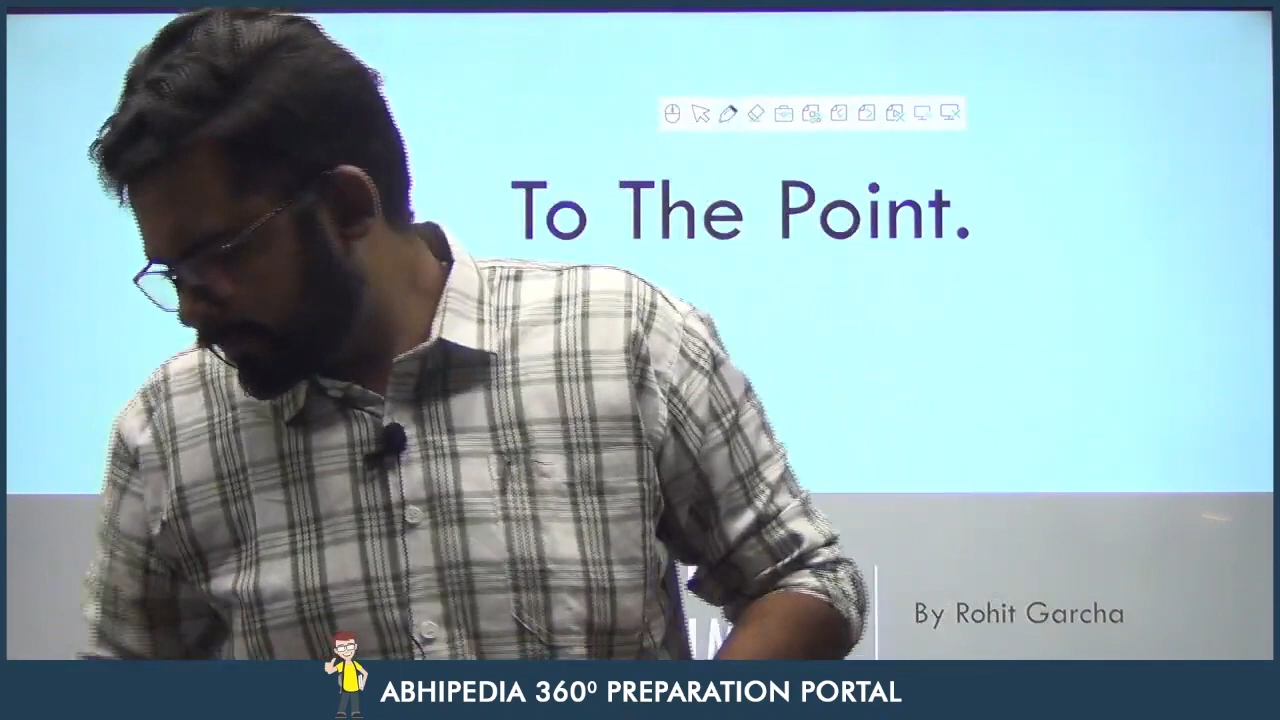 To The Point.
By Rohit Garcha
ABHIPEDIA 360⁰ PREPARATION PORTAL